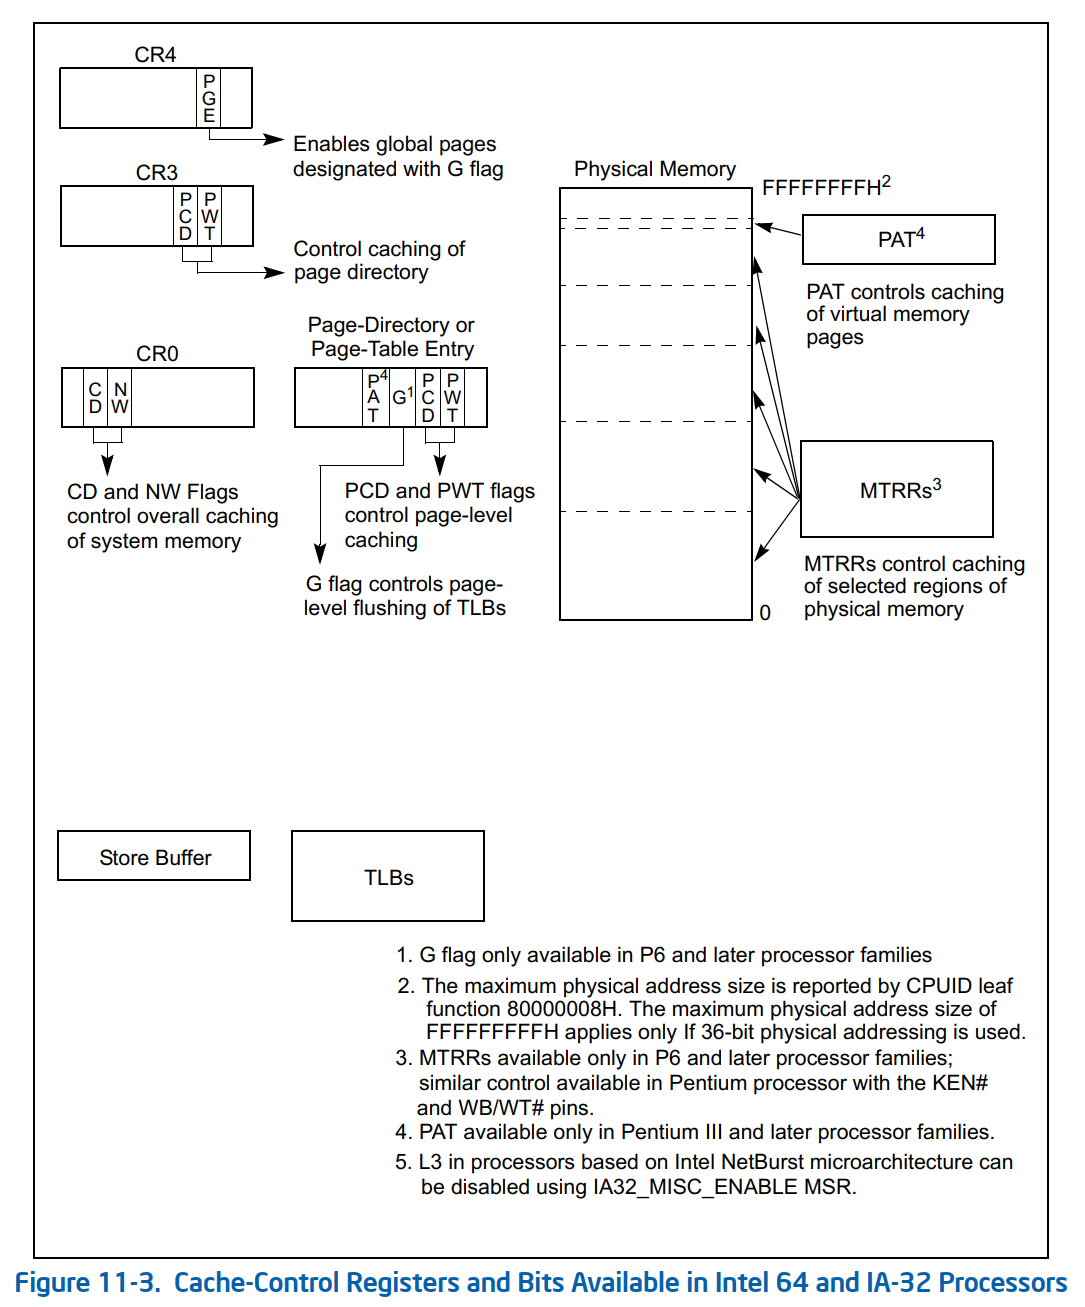 CR4
P
G
E
Enables global pages
designated with G flag
CR3
P P
C W
D T
Control caching of
page directory
Physical Memory
FFFFFFFFH2
PAT4
PAT controls caching
of virtual memory
pages
Page-Directory or
Page-Table Entry
CR0
C N
D W
P4
A
T
G1
P P
C W
D T
CD and NW Flags
control overall caching
of system memory
PCD and PWT flags
control page-level
caching
G flag controls page-
level flushing of TLBs
MTRRs3
MTRRs control caching
of selected regions of
physical memory
0
Store Buffer
TLBs
1. G flag only available in P6 and later processor families
2. The maximum physical address size is reported by CPUID leaf
function 80000008H. The maximum physical address size of
FFFFFFFFFH applies only If 36-bit physical addressing is used.
3. MTRRs available only in P6 and later processor families;
similar control available in Pentium processor with the KEN#
and WB/WT# pins.
4. PAT available only in Pentium III and later processor families.
5. L3 in processors based on Intel NetBurst microarchitecture can
be disabled using IA32_MISC_ENABLE MSR.
Figure 11-3. Cache-Control Registers and Bits Available in Intel 64 and IA-32 Processors